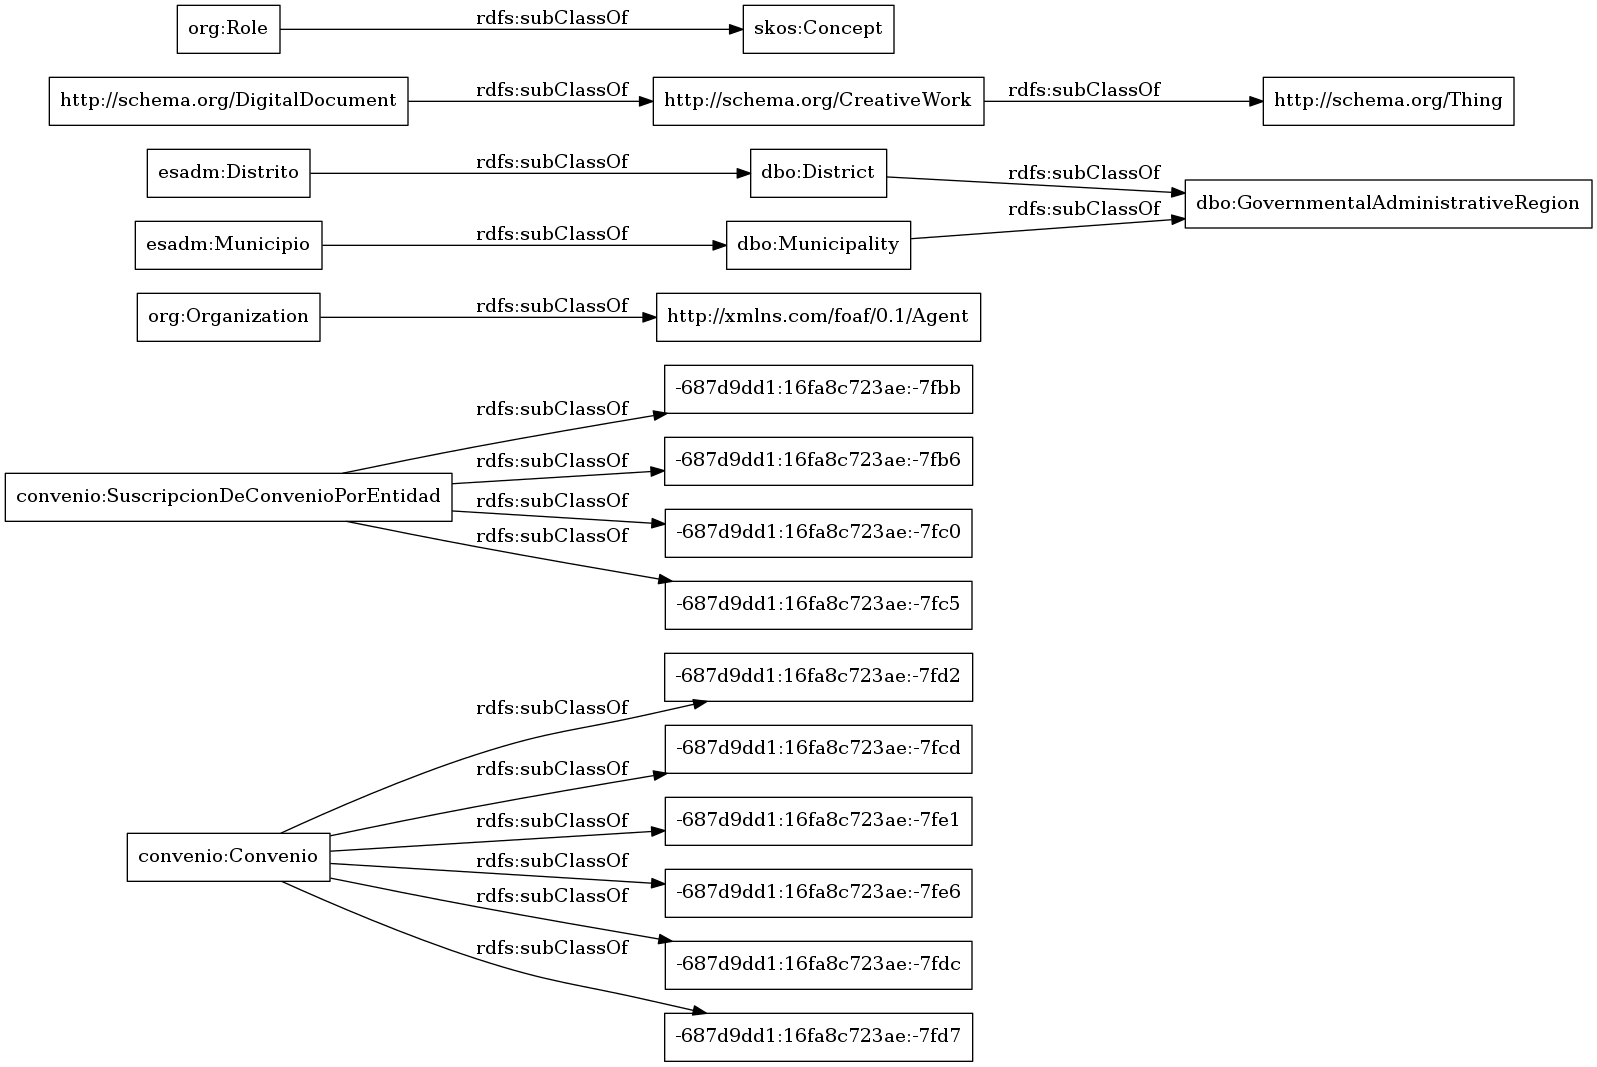 org:Role
rdfs:subClassOf
skos:Concept
http://schema.org/DigitalDocument
rdfs:subClassOf
http://schema.org/CreativeWork
rdfs:subClassOf
http://schema.org/Thing
esadm:Distrito
rdfs:subClassOf
dbo:District
rdfs:subClassOf
dbo:GovernmentalAdministrativeRegion
esadm:Municipio
rdfs:subClassOf
dbo:Municipality
rdfs:subClassOf
org:Organization
rdfs:subClassOf
http://xmlns.com/foaf/0.1/Agent
convenio:SuscripcionDeConvenioPorEntidad
rdfs:subClassOf
-687d9dd1:16fa8c723ae:-7fbb
rdfs:subClassOf
-687d9dd1:16fa8c723ae:-7fb6
rdfs:subClassOf
-687d9dd1:16fa8c723ae:-7fc0
rdfs:subClassOf
-687d9dd1:16fa8c723ae:-7fc5
convenio:Convenio
rdfs:subClassOf
-687d9dd1:16fa8c723ae:-7fd2
rdfs:subClassOf
-687d9dd1:16fa8c723ae:-7fcd
rdfs:subClassOf
-687d9dd1:16fa8c723ae:-7fe1
rdfs:subClassOf
-687d9dd1:16fa8c723ae:-7fe6
rdfs:subClassOf
-687d9dd1:16fa8c723ae:-7fdc
rdfs:subClassOf
-687d9dd1:16fa8c723ae:-7fd7